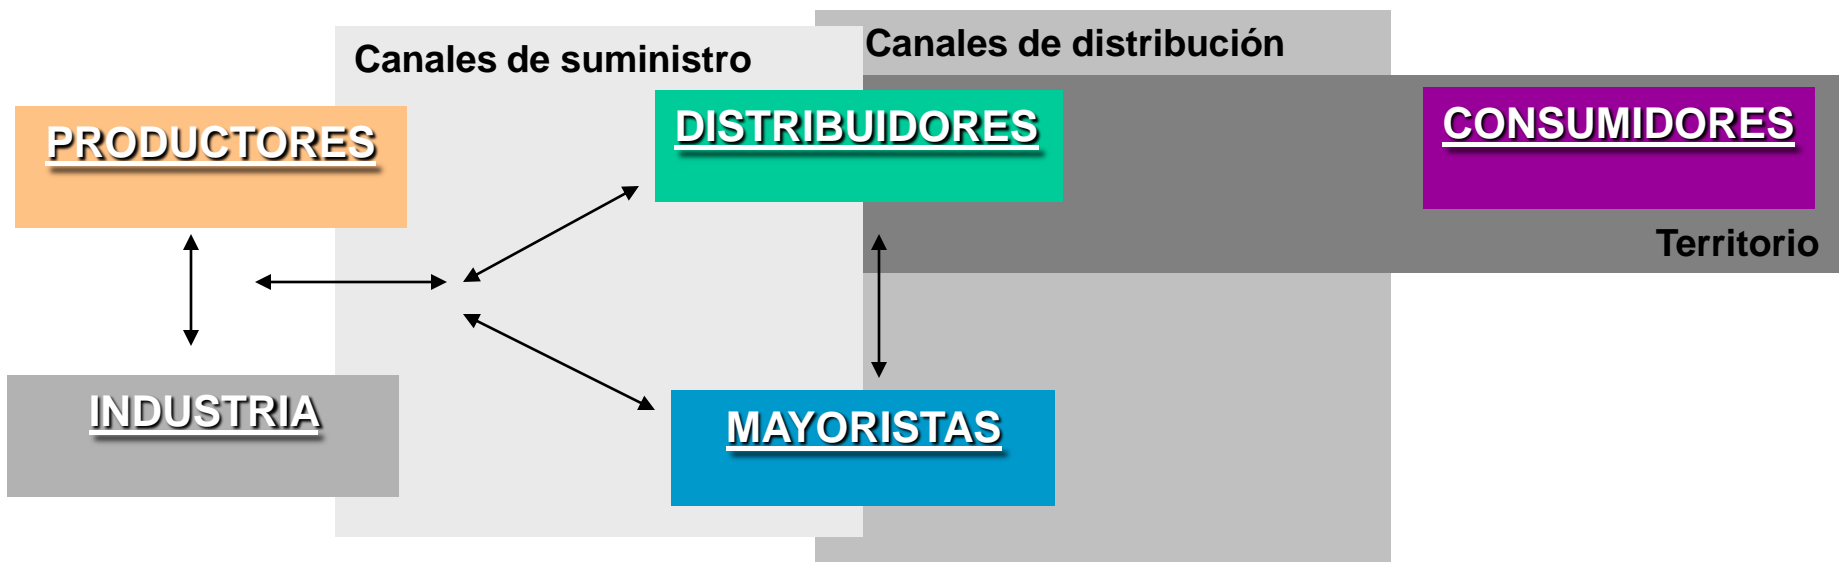 Canales de suministro
Canales de distribución
PRODUCTORES
DISTRIBUIDORES
CONSUMIDORES
Territorio
INDUSTRIA
MAYORISTAS